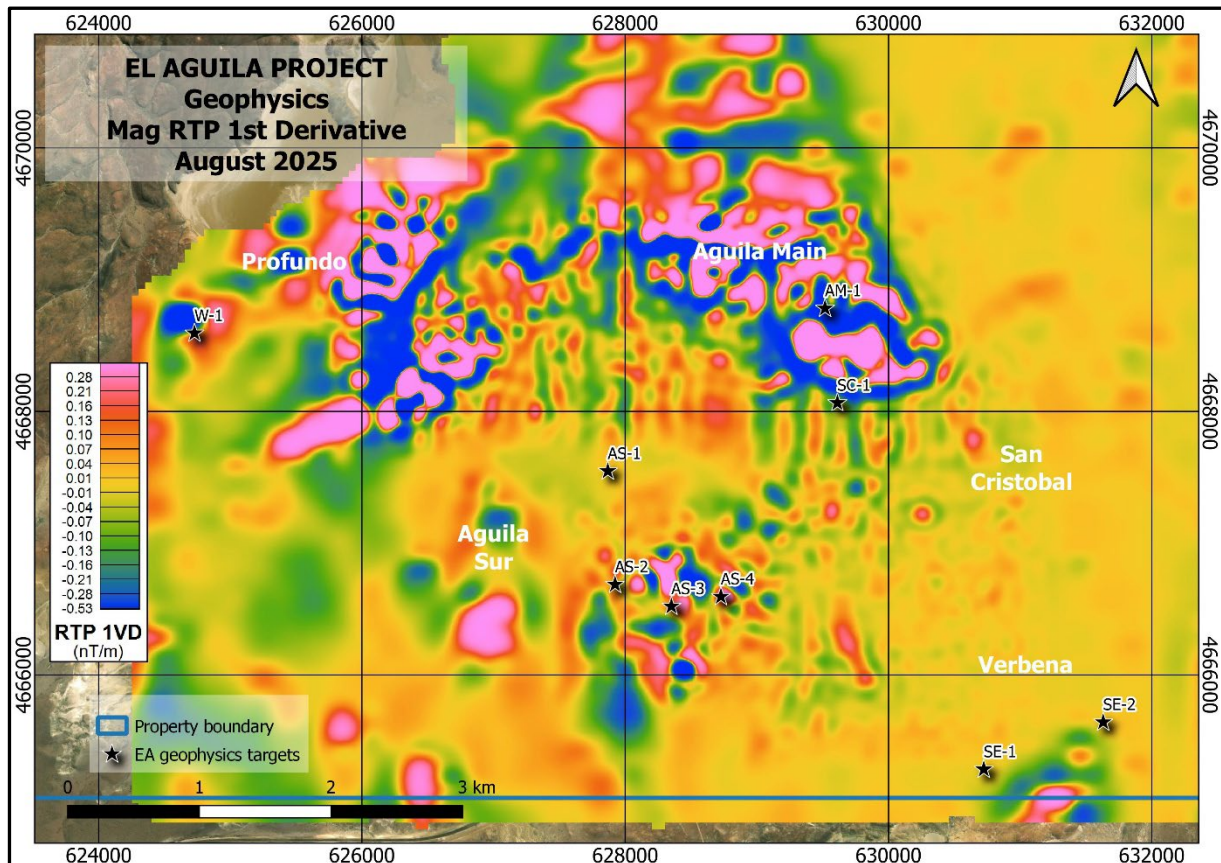 624000 626000 628000 630000 632000
EL AGUILA PROJECT
Geophysics
Mag RTP 1st Derivative
August 2025
4670000
4670000
Aguila Main
Profundo
AM-1
W-1
0.28
0.21
0.16
0.13
0.10
0.07
0.04
0.01
-0.01
-0.04
-0.07
-0.10
-0.13
-0.16
-0.21
-0.28
-0.53
RTP 1VD
(nT/m)
SC-1
4668000
4668000
San
Cristobal
AS-1
Aguila
Sur
AS-2
AS-3
AS-4
4666000
4666000
Verbena
SE-2
SE-1
Property boundary
EA geophysics targets
0 1 2 3 km
624000 626000 628000 630000 632000